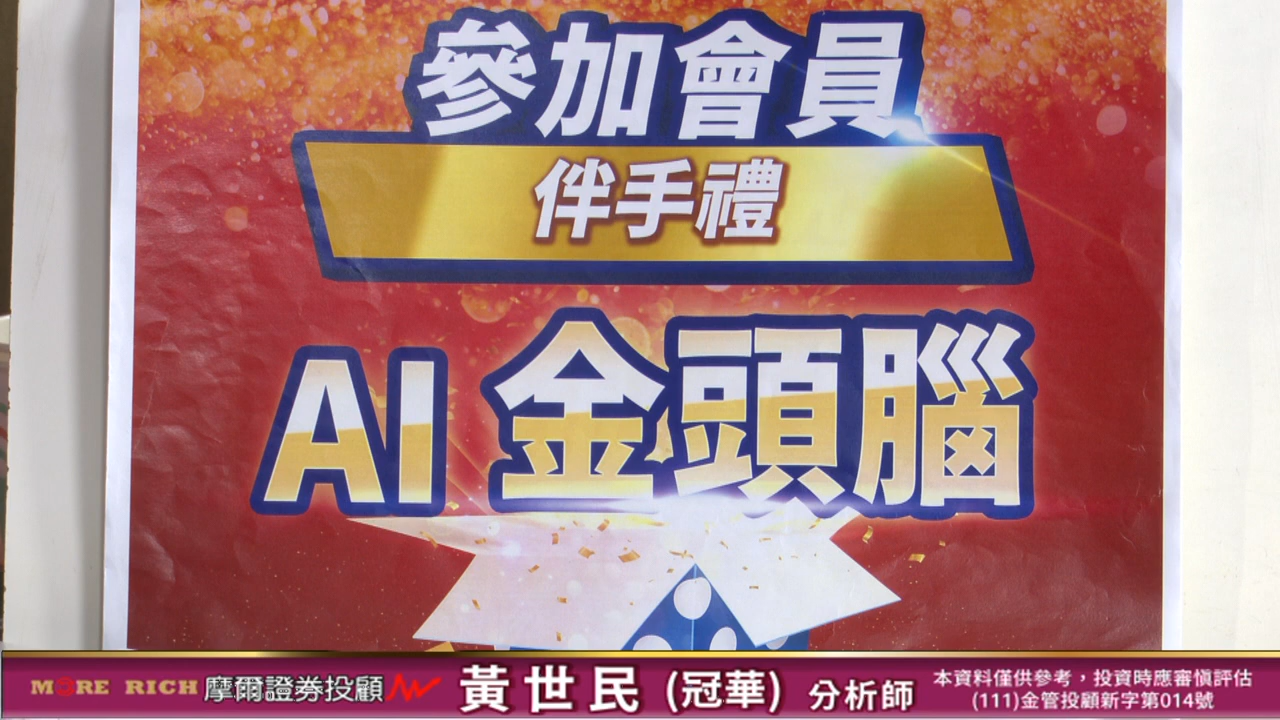 參加會員
伴手禮
AI 金頭腦
MORE RICH 摩爾證券投顧
黃世民 (冠華) 分析師
本資料僅供參考，投資時應審慎評估
(111)金管投顧新字第014號